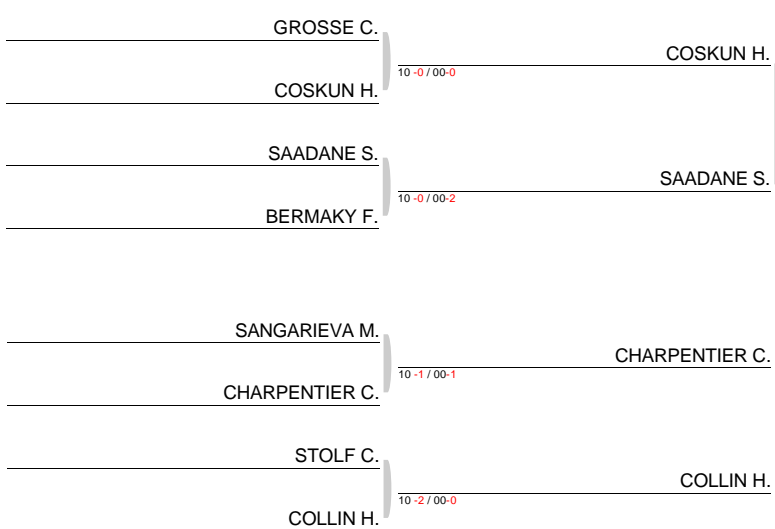 GROSSE C.
COSKUN H.
10 -0 / 00-0
COSKUN H.
SAADANE S.
SAADANE S.
10 -0 / 00-2
BERMAKY F.
SANGARIEVA M.
CHARPENTIER C.
10 -1 / 00-1
CHARPENTIER C.
STOLF C.
COLLIN H.
10 -2 / 00-0
COLLIN H.